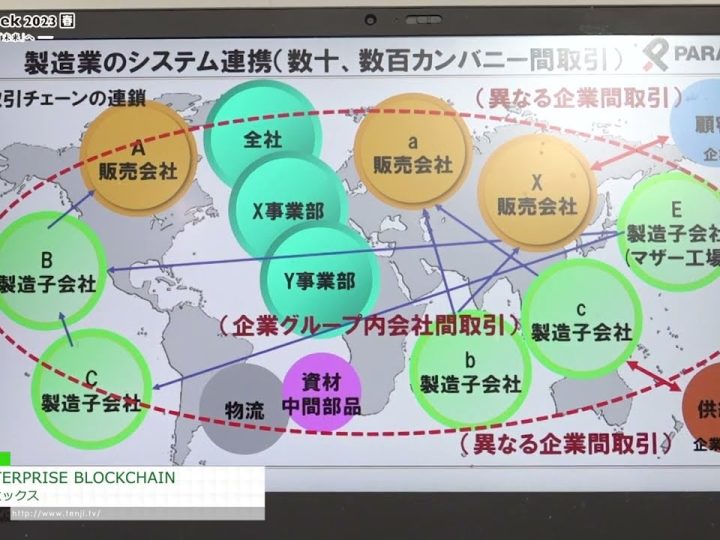 ck 2023 春
未来」へ
製造業のシステム連携(数十、数百カンバニー間取引)
PARA
引チェーンの連鎖
(異なる企業間取引)
A
販売会社
全社
a
販売会社
顧客
企業
X事業部
X
販売会社
E
製造子会社
(マザー工場
B
製造子会社
Y事業部
c
製造子会社
(企業グループ内会社間取引)
C
製造子会社
物流
資材
中間部品
b
製造子会社
供給
企業
(異なる企業間取引)
TERPRISE BLOCKCHAIN
ミックス
http://www.tenji.tv/